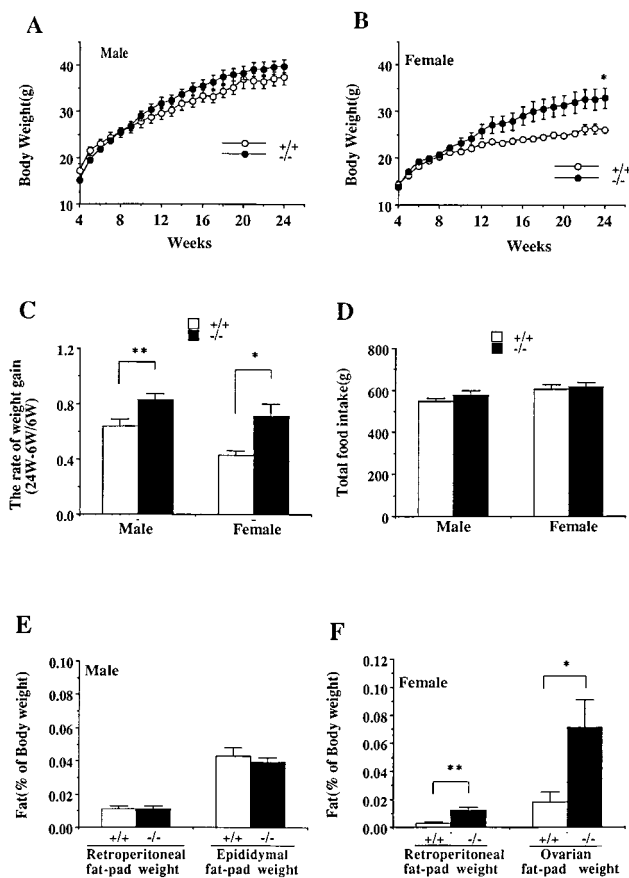 A
Male
Body Weight(g)
40
30
20
10
+/+
-/-
4 8 12 16 20 24
Weeks
B
Female
Body Weight(g)
40
30
20
10
*
+/+
-/-
4 8 12 16 20 24
Weeks
C
+/+
-/-
The rate of weight gain
(24W-6W/6W)
1.2
0.8
0.4
0.0
**
*
Male Female
D
+/+
-/-
Total food intake(g)
800
600
400
200
0
Male Female
E
Male
Fat(% of Body weight)
0.10
0.08
0.06
0.04
0.02
0.00
+/+ -/- +/+ -/-
Retroperitoneal Epididymal
fat-pad weight fat-pad weight
F
Female
Fat(% of Body weight)
0.12
0.10
0.08
0.06
0.04
0.02
0.00
**
*
+/+ -/- +/+ -/-
Retroperitoneal Ovarian
fat-pad weight fat-pad weight